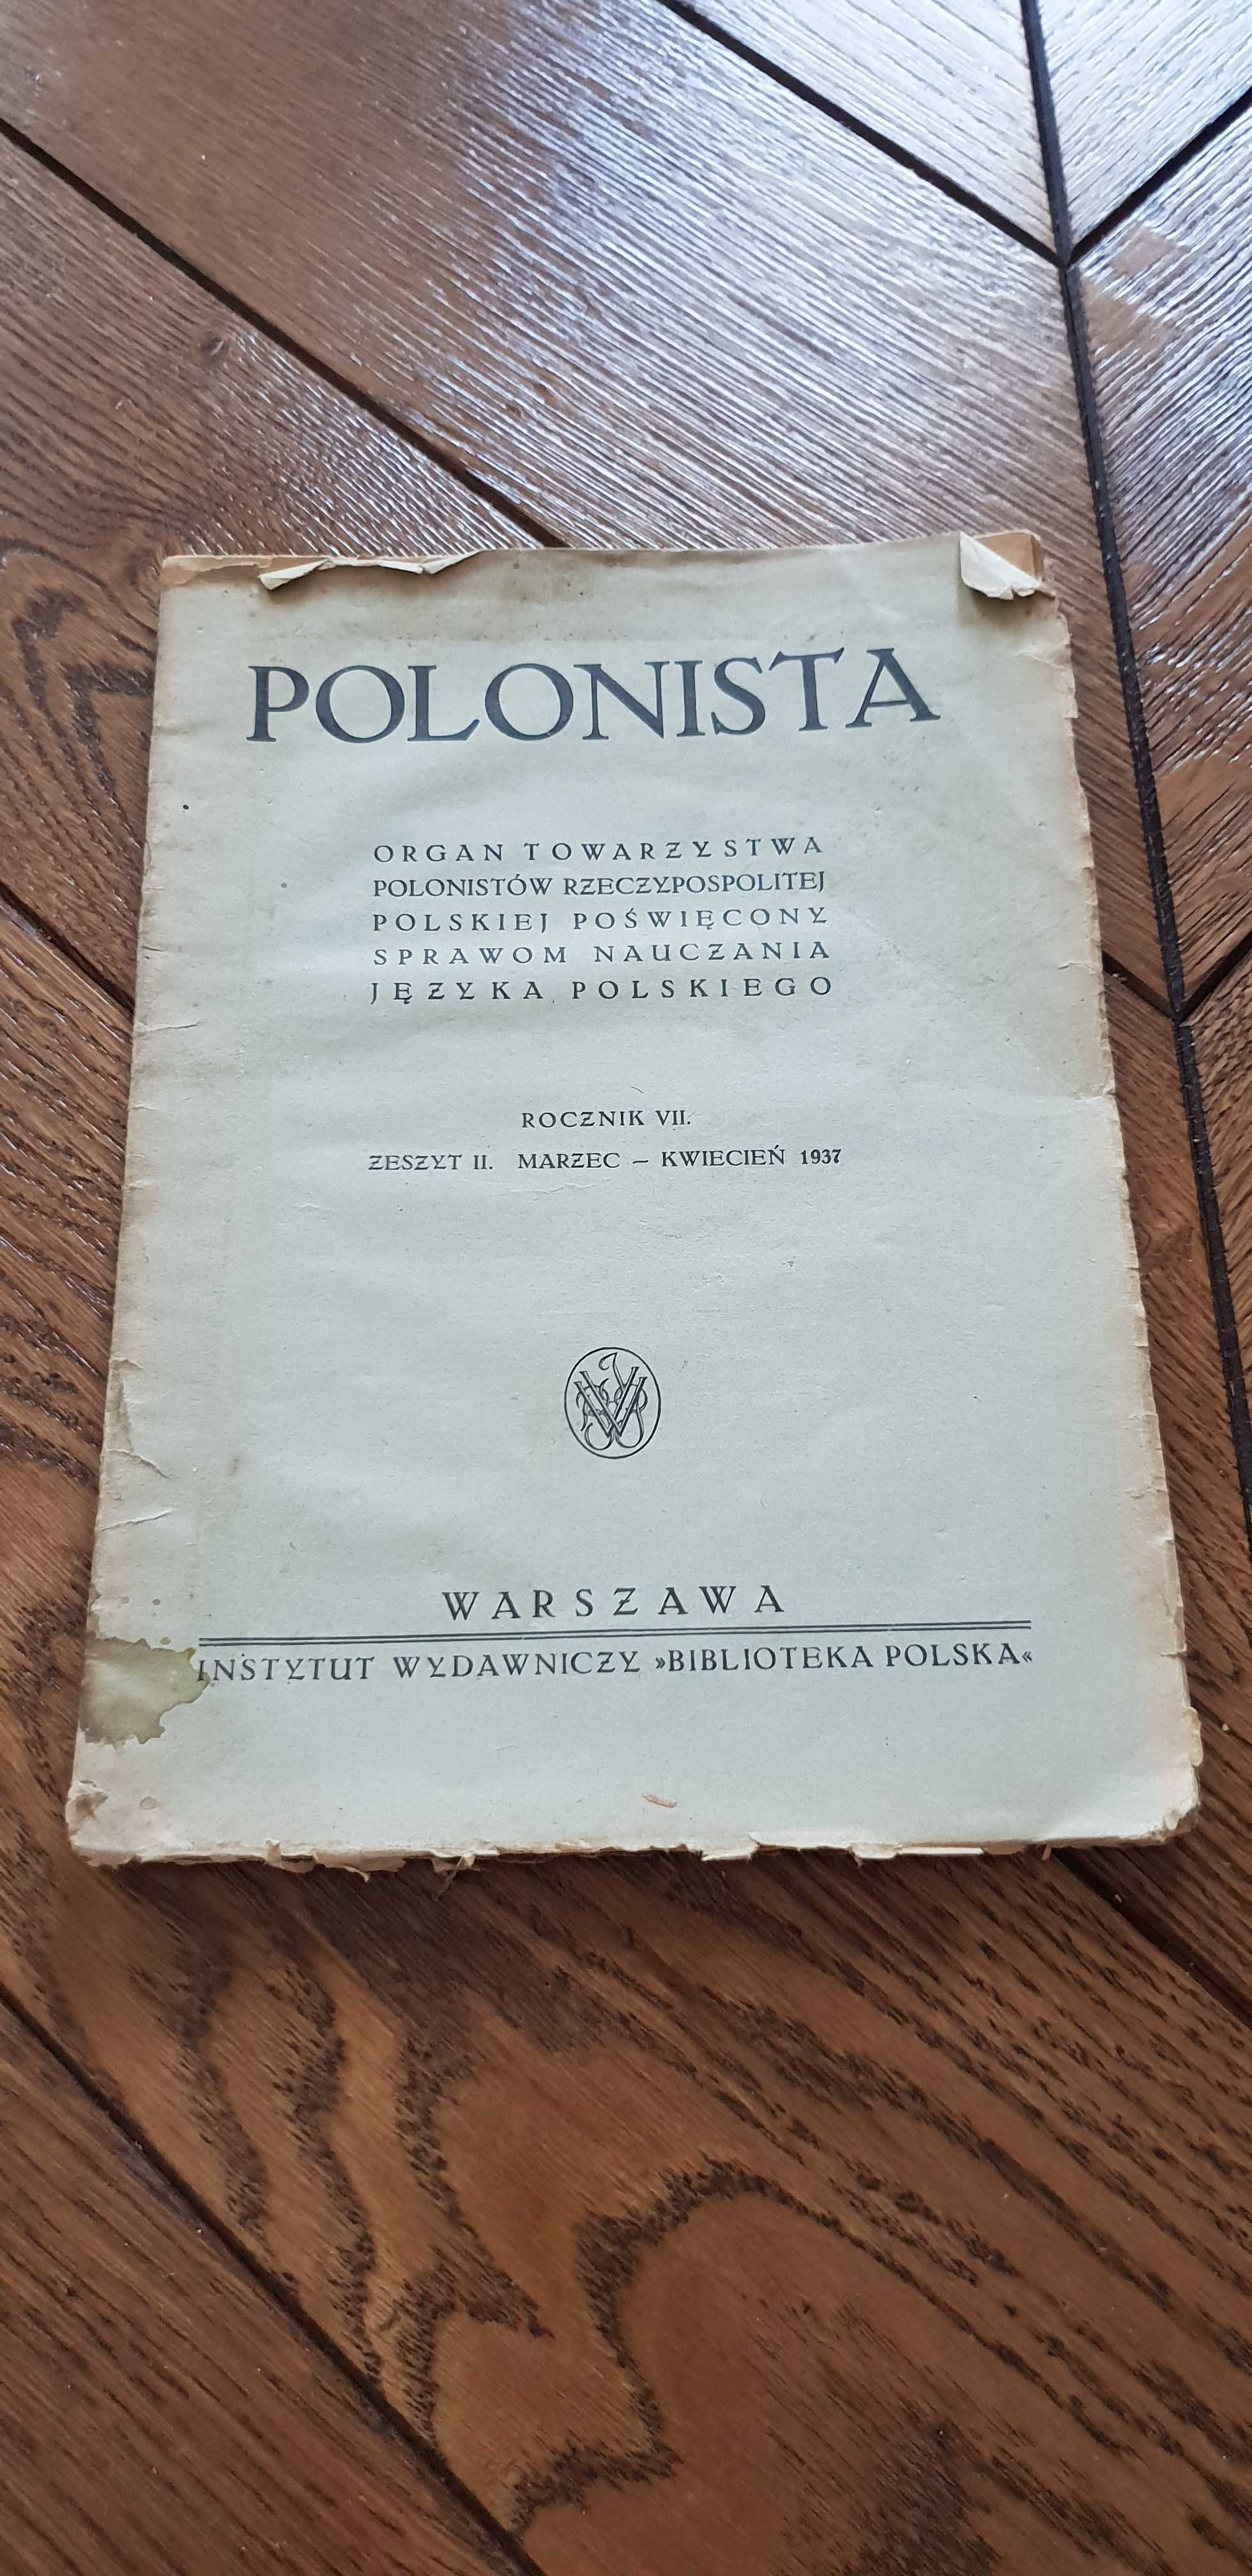 POLONISTA
ORGAN TOWARZYSTWA
POLONISTÓW RZECZYPOSPOLITEJ
POLSKIEJ POŚWIĘCONY
SPRAWOM NAUCZANIA
JĘZYKA POLSKIEGO
ROCZNIK VII.
ZESZYT II. MARZEC – KWIECIEŃ 1937
WARSZAWA
INSTYTUT WYDAWNICZY »BIBLIOTEKA POLSKA«